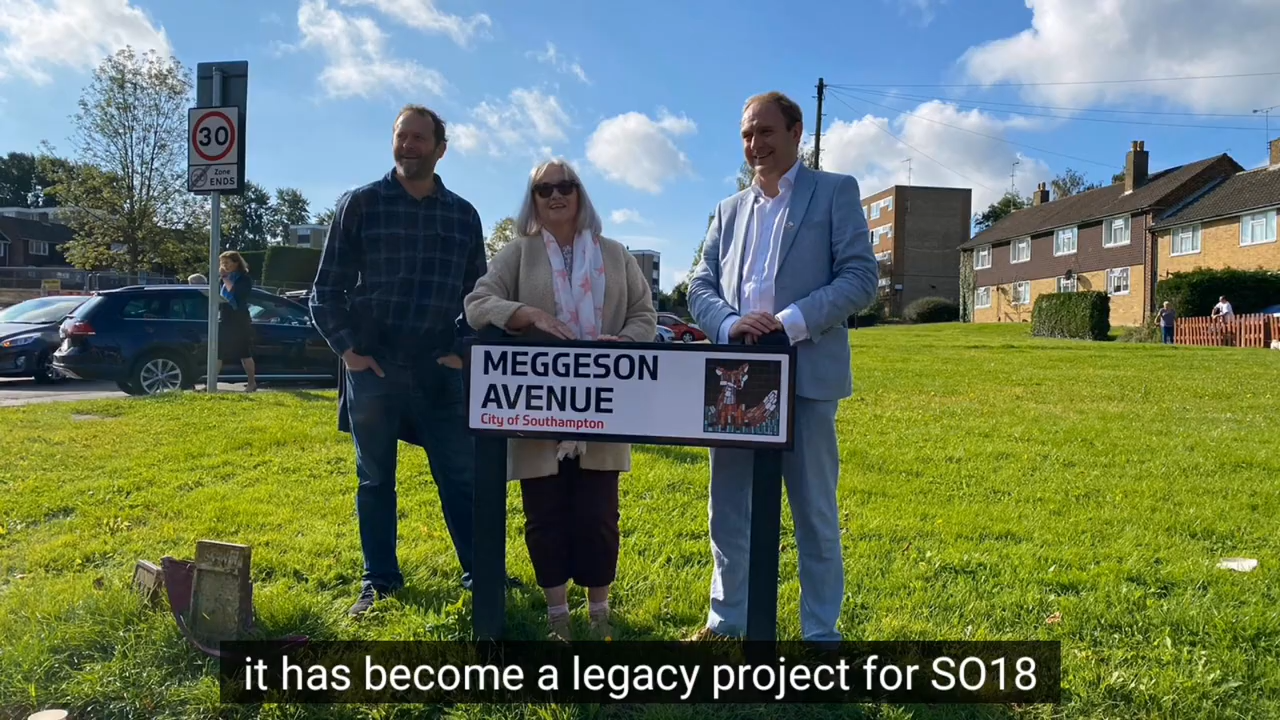 30
Zone
ENDS
MEGGESON
AVENUE
City of Southampton
it has become a legacy project for SO18